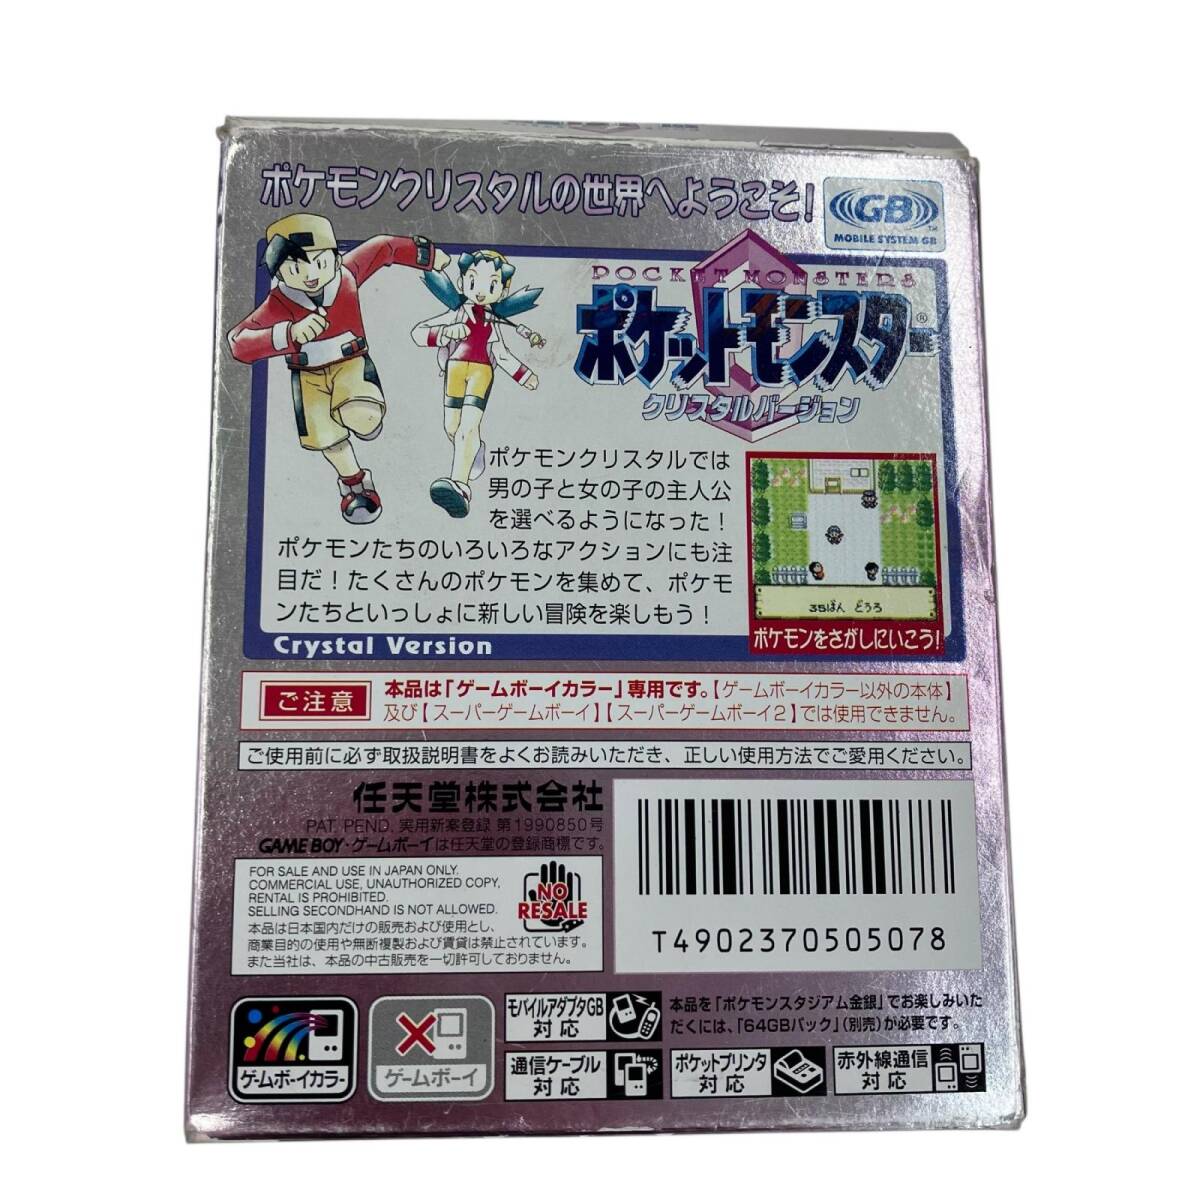 ポケモンクリスタルの世界へようこそ!
GB
TM
MOBILE SYSTEM GB
POCKET MONSTERS
ポケットモンスター®
クリスタルバージョン
ポケモンクリスタルでは
男の子と女の子の主人公
を選べるようになった!
ポケモンたちのいろいろなアクションにも注
目だ!たくさんのポケモンを集めて、ポケモ
ンたちといっしょに新しい冒険を楽しもう!
35ばん どうろ
ポケモンをさがしにいこう!
Crystal Version
ご注意
本品は「ゲームボーイカラー」専用です。【ゲームボーイカラー以外の本体】
及び【スーパーゲームボーイ】【スーパーゲームボーイ2】では使用できません。
ご使用前に必ず取扱説明書をよくお読みいただき、正しい使用方法でご愛用ください。
任天堂株式会社
PAT. PEND. 実用新案登録 第1990850号
GAME BOY・ゲームボーイは任天堂の登録商標です。
FOR SALE AND USE IN JAPAN ONLY.
COMMERCIAL USE, UNAUTHORIZED COPY,
RENTAL IS PROHIBITED.
SELLING SECONDHAND IS NOT ALLOWED.
本品は日本国内だけの販売および使用とし、
商業目的の使用や無断複製および賃貸は禁止されています。
また当社は、本品の中古販売を一切許可しておりません。
NO
RESALE
T4902370505078
ゲームボーイカラー
ゲームボーイ
モバイルアダプタGB
対応
本品を「ポケモンスタジアム金銀」でお楽しみいた
だくには、「64GBパック」(別売)が必要です。
通信ケーブル
対応
ポケットプリンタ
対応
赤外線通信
対応